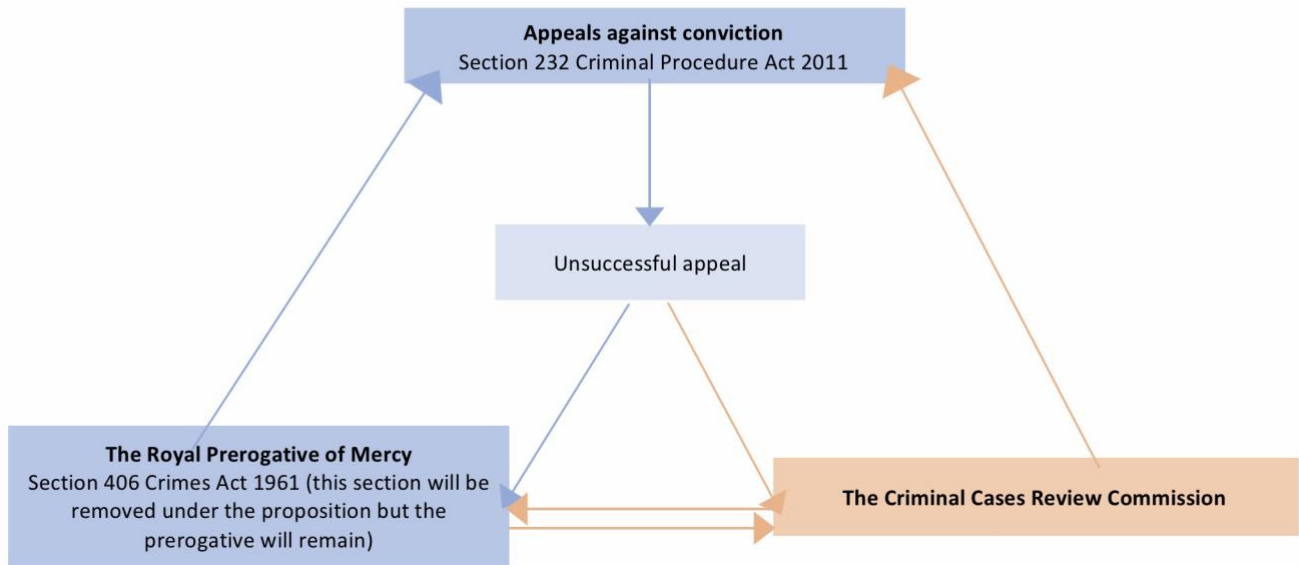 Appeals against conviction
Section 232 Criminal Procedure Act 2011
Unsuccessful appeal
The Royal Prerogative of Mercy
Section 406 Crimes Act 1961 (this section will be
removed under the proposition but the
prerogative will remain)
The Criminal Cases Review Commission